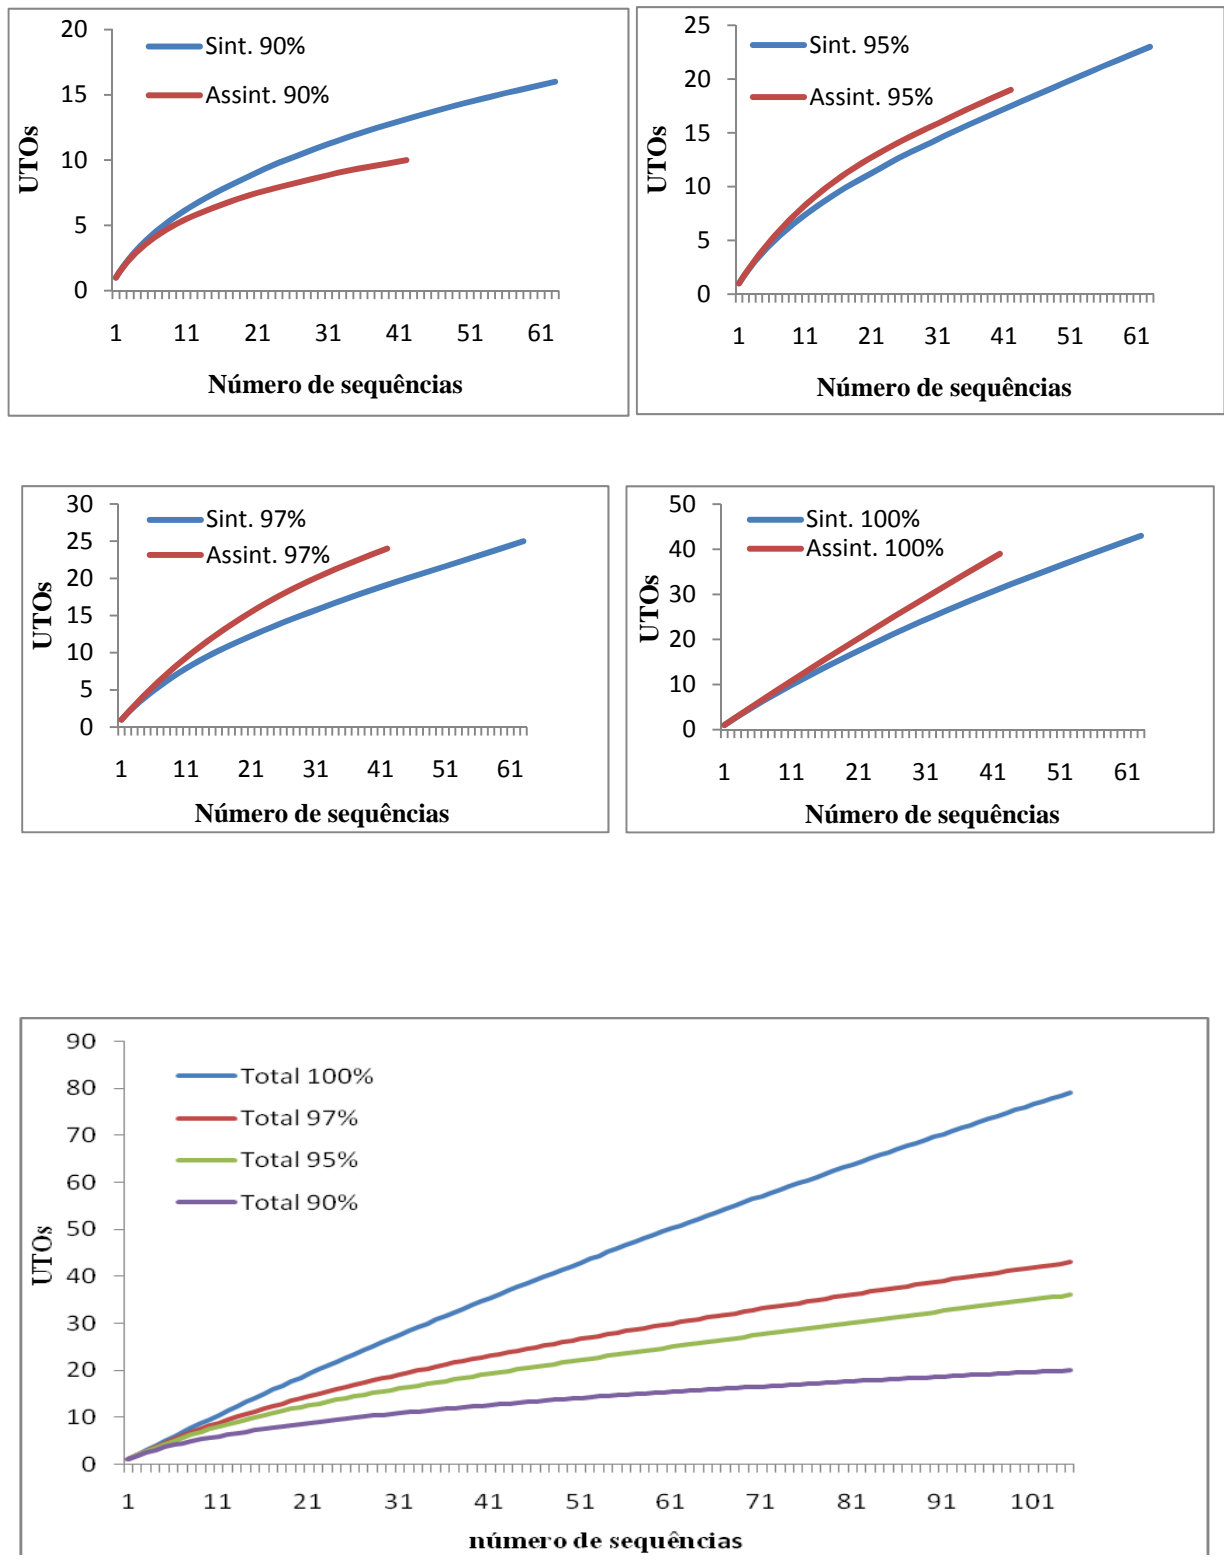 20
15
10
5
0
UTOs
Sint. 90%
Assint. 90%
1 11 21 31 41 51 61
Número de sequências
25
20
15
10
5
0
UTOs
Sint. 95%
Assint. 95%
1 11 21 31 41 51 61
Número de sequências
30
25
20
15
10
5
0
UTOs
Sint. 97%
Assint. 97%
1 11 21 31 41 51 61
Número de sequências
50
40
30
20
10
0
UTOs
Sint. 100%
Assint. 100%
1 11 21 31 41 51 61
Número de sequências
90
80
70
60
50
40
30
20
10
0
UTOs
Total 100%
Total 97%
Total 95%
Total 90%
1 11 21 31 41 51 61 71 81 91 101
número de sequências